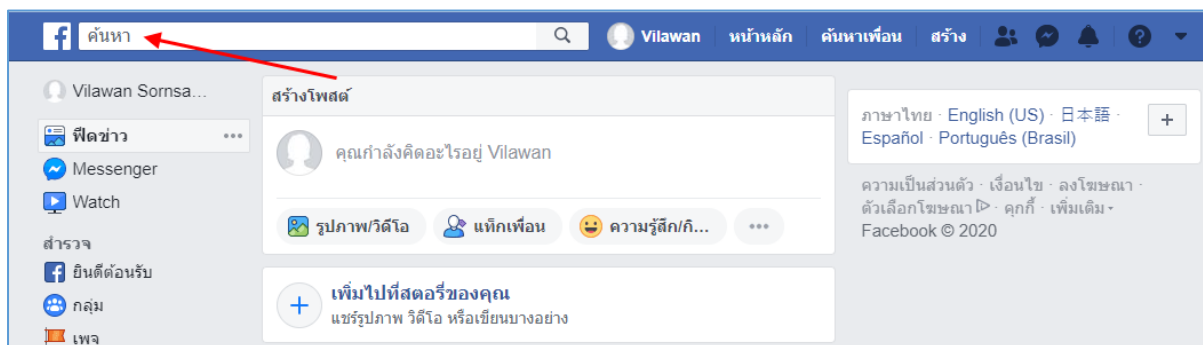 ค้นหา
Vilawan
หน้าหลัก
ค้นหาเพื่อน
สร้าง
Vilawan Sornsa...
ฟีดข่าว
Messenger
Watch
สำรวจ
ยินดีต้อนรับ
กลุ่ม
เพจ
สร้างโพสต์
คุณกำลังคิดอะไรอยู่ Vilawan
รูปภาพ/วิดีโอ
แท็กเพื่อน
ความรู้สึก/กิ...
เพิ่มไปที่สตอรี่ของคุณ
แชร์รูปภาพ วิดีโอ หรือเขียนบางอย่าง
ภาษาไทย · English (US) · 日本語 ·
Español · Português (Brasil)
ความเป็นส่วนตัว · เงื่อนไข · ลงโฆษณา ·
ตัวเลือกโฆษณา · คุกกี้ · เพิ่มเติม
Facebook © 2020